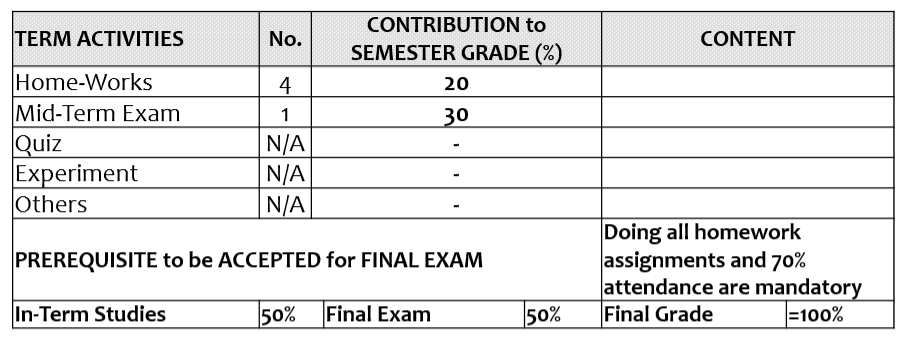 TERM ACTIVITIES No. CONTRIBUTION to SEMESTER GRADE (%) CONTENT
Home-Works 4 20
Mid-Term Exam 1 30
Quiz N/A -
Experiment N/A -
Others N/A -
PREREQUISITE to be ACCEPTED for FINAL EXAM
Doing all homework
assignments and 70%
attendance are mandatory
In-Term Studies 50% Final Exam 50% Final Grade =100%